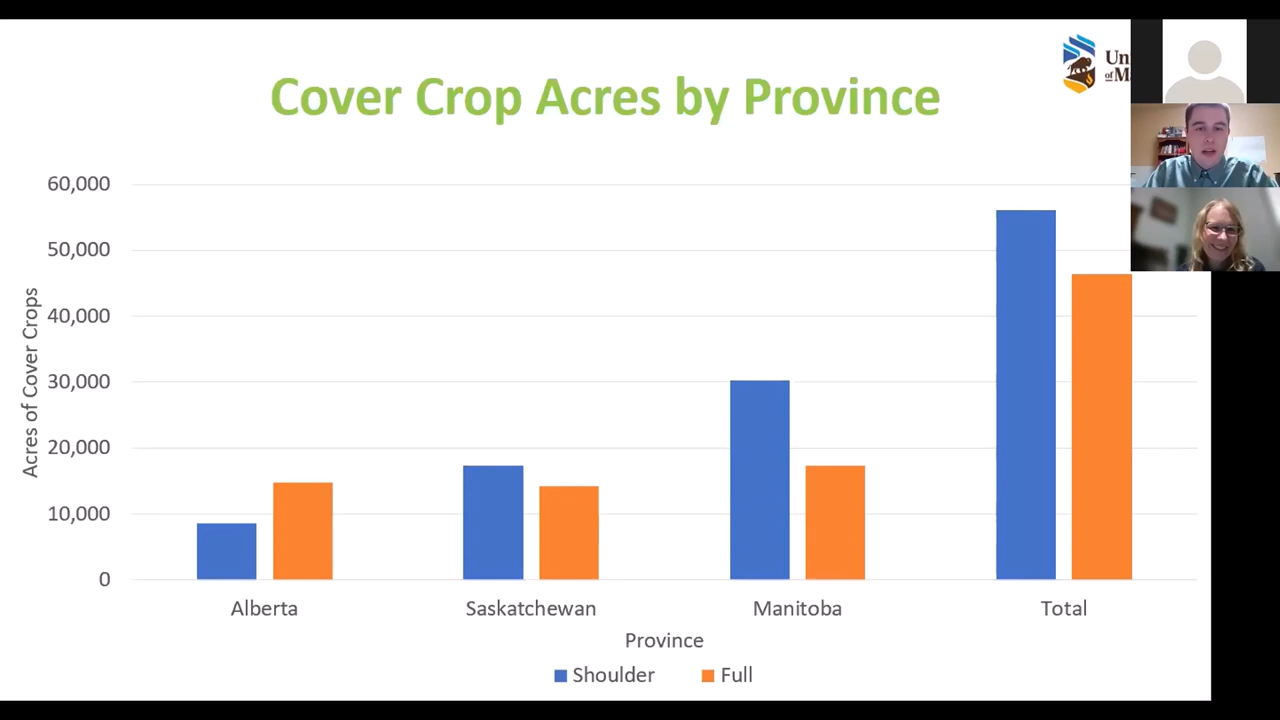 Cover Crop Acres by Province
60,000
50,000
40,000
30,000
20,000
10,000
0
Acres of Cover Crops
Alberta
Saskatchewan
Manitoba
Total
Province
Shoulder
Full